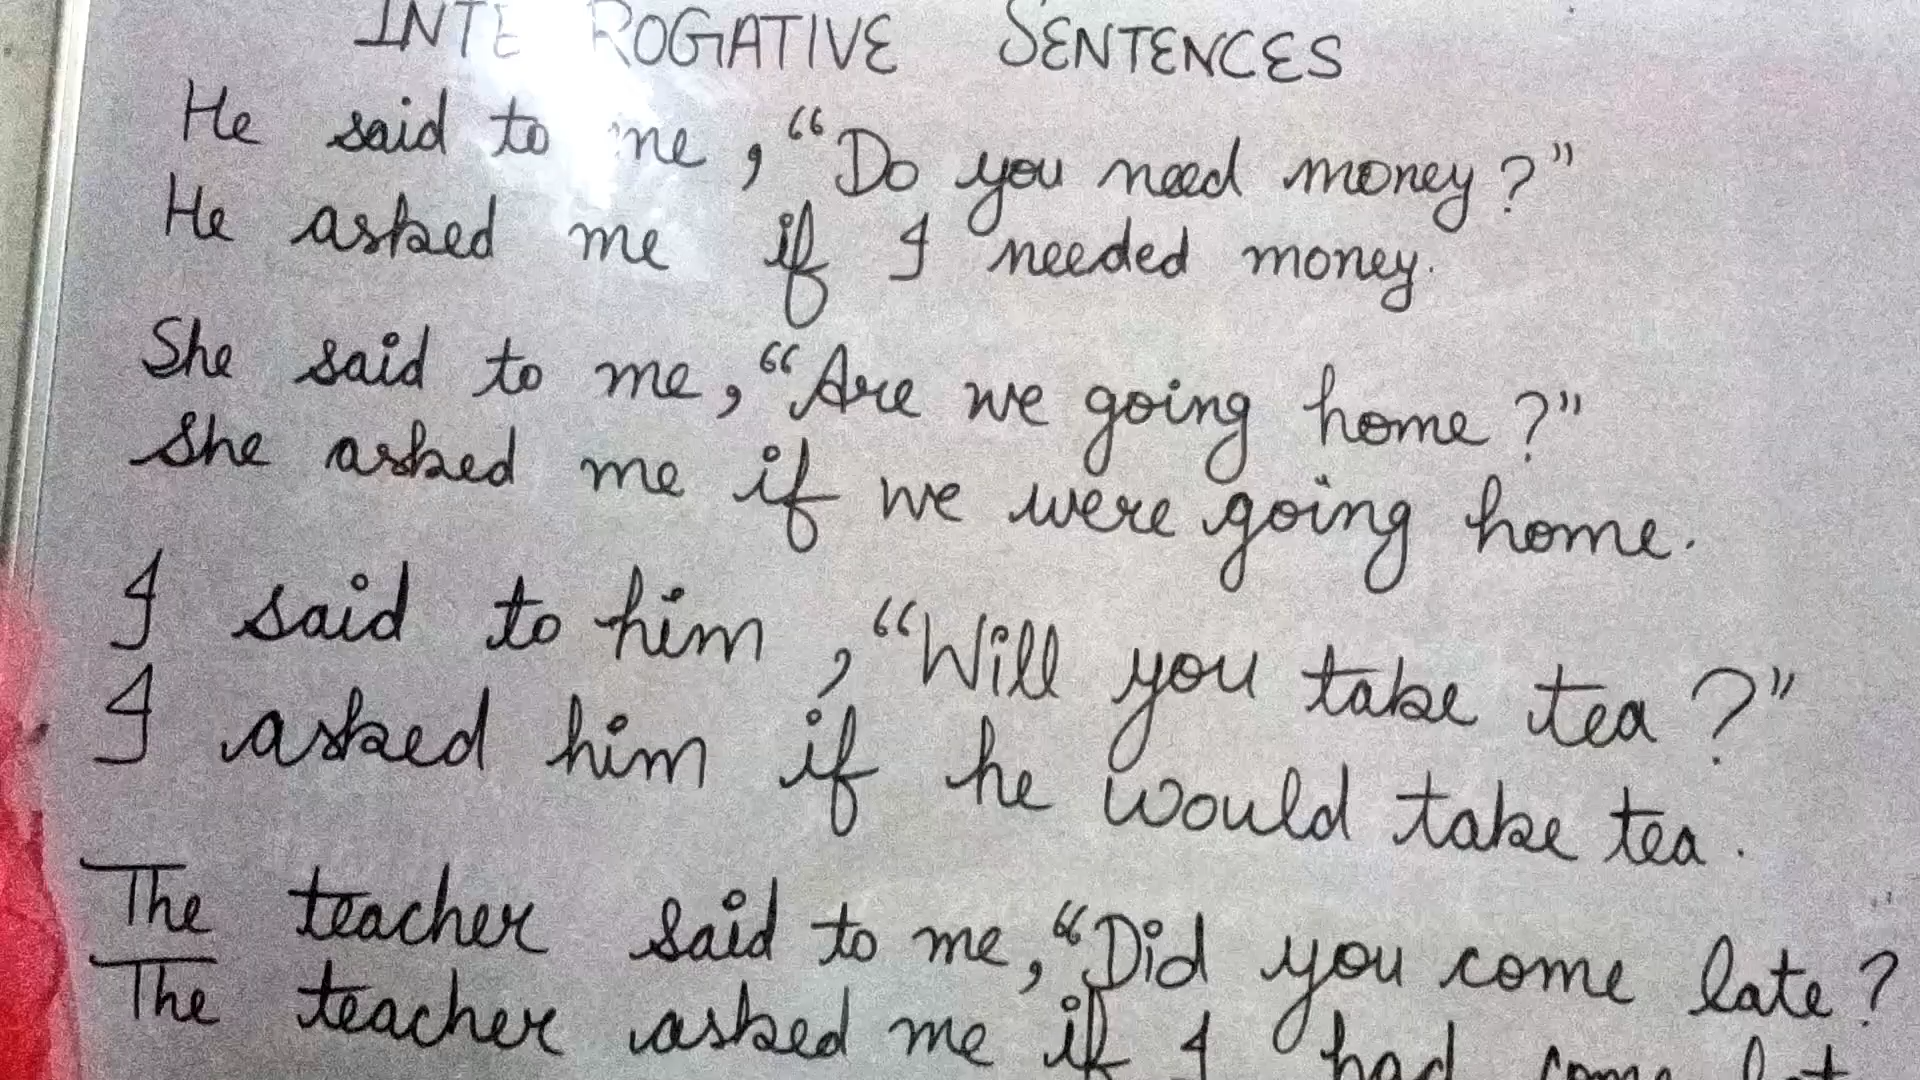 INTERROGATIVE SENTENCES
He said to me, “Do you need money?”
He asked me if I needed money.
She said to me, “Are we going home?”
She asked me if we were going home.
I said to him, “Will you take tea?”
I asked him if he would take tea.
The teacher said to me, “Did you come late?
The teacher asked me if I had come